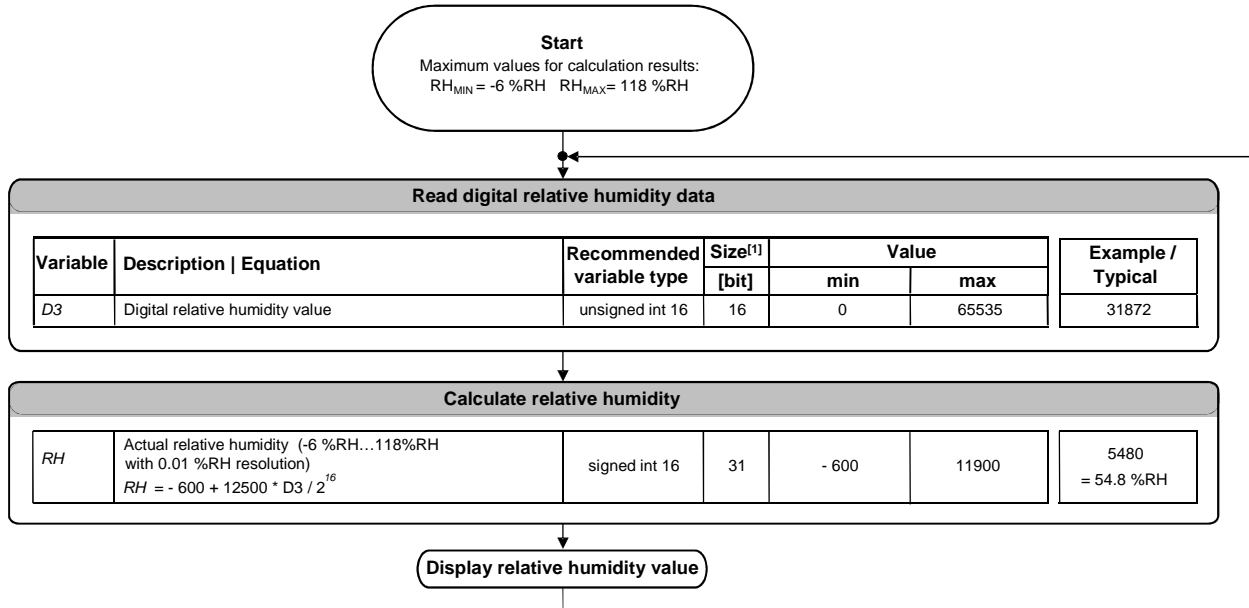 Start
Maximum values for calculation results:
RHMIN = -6 %RH RHMAX= 118 %RH
Read digital relative humidity data
Variable Description | Equation Recommended variable type Size[1] [bit] Value min max Example / Typical
D3 Digital relative humidity value unsigned int 16 16 0 65535 31872
Calculate relative humidity
RH Actual relative humidity (-6 %RH…118%RH
with 0.01 %RH resolution)
RH = - 600 + 12500 * D3 / 2^16
signed int 16 31 - 600 11900 5480
= 54.8 %RH
Display relative humidity value